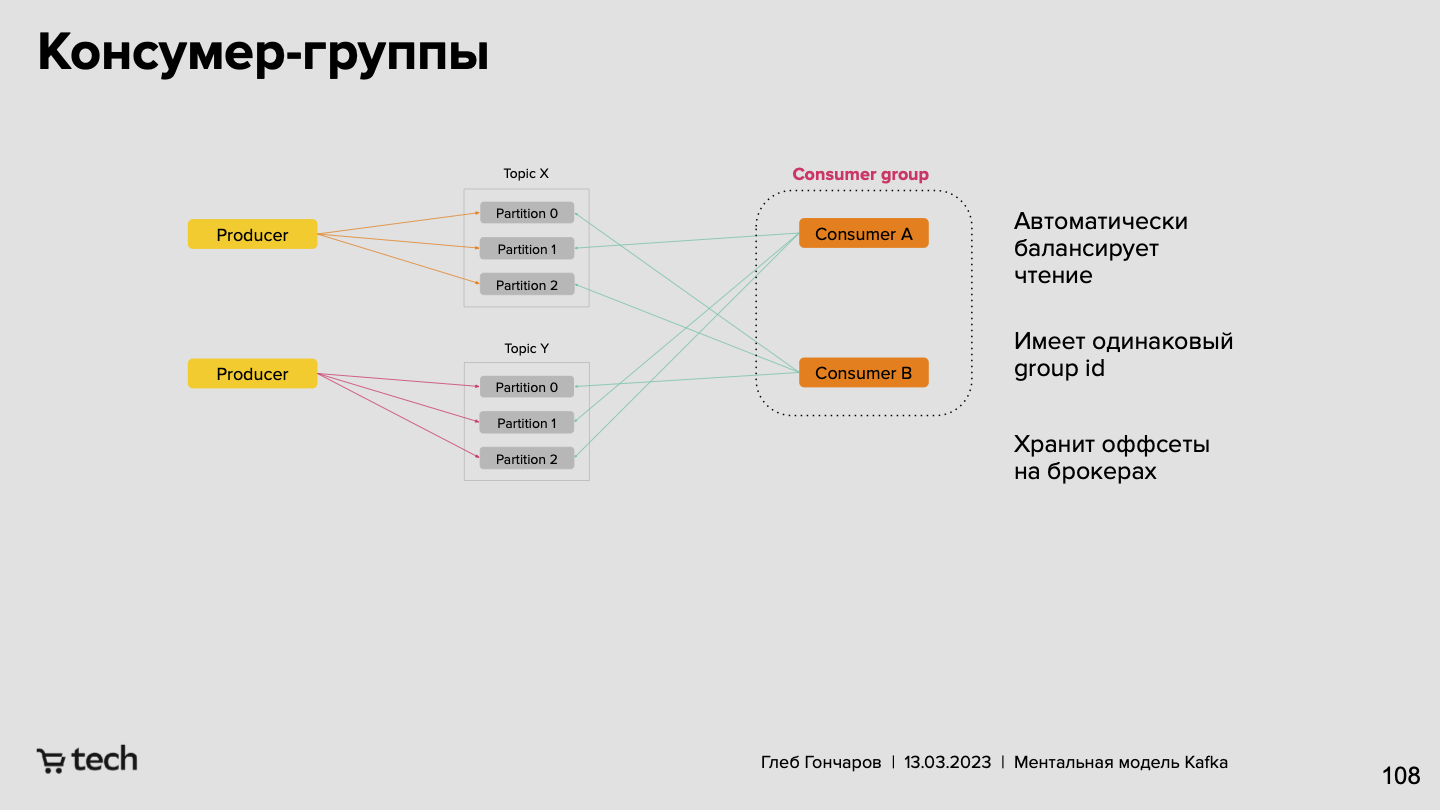 Консумер-группы
Topic X
Consumer group
Producer
Partition 0
Partition 1
Partition 2
Consumer A
Автоматически
балансирует
чтение
Topic Y
Producer
Partition 0
Partition 1
Partition 2
Consumer B
Имеет одинаковый
group id
Хранит оффсеты
на брокерах
tech
Глеб Гончаров | 13.03.2023 | Ментальная модель Kafka
108